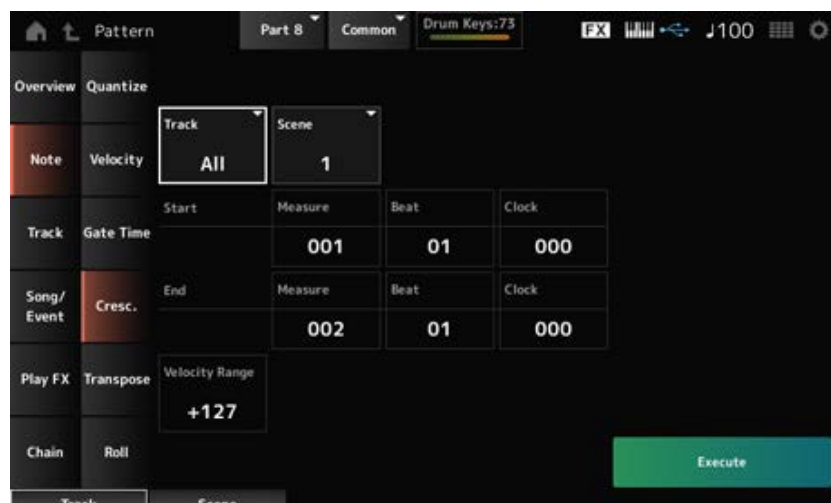 Pattern
Part 8
Common
Drum Keys:73
FX
♩100
Overview
Quantize
Track
Scene
All
1
Note
Velocity
Start
Measure
Beat
Clock
001
01
000
Track
Gate Time
End
Measure
Beat
Clock
002
01
000
Song/
Event
Cresc.
Velocity Range
+127
Play FX
Transpose
Chain
Roll
Execute
Track
Scene